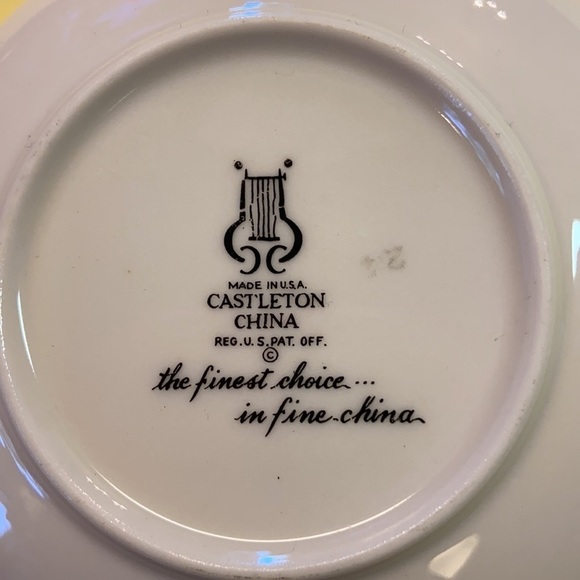 MADE IN U.S.A.
CASTLETON
CHINA
REG. U.S. PAT. OFF.
©
the finest choice...
in fine china